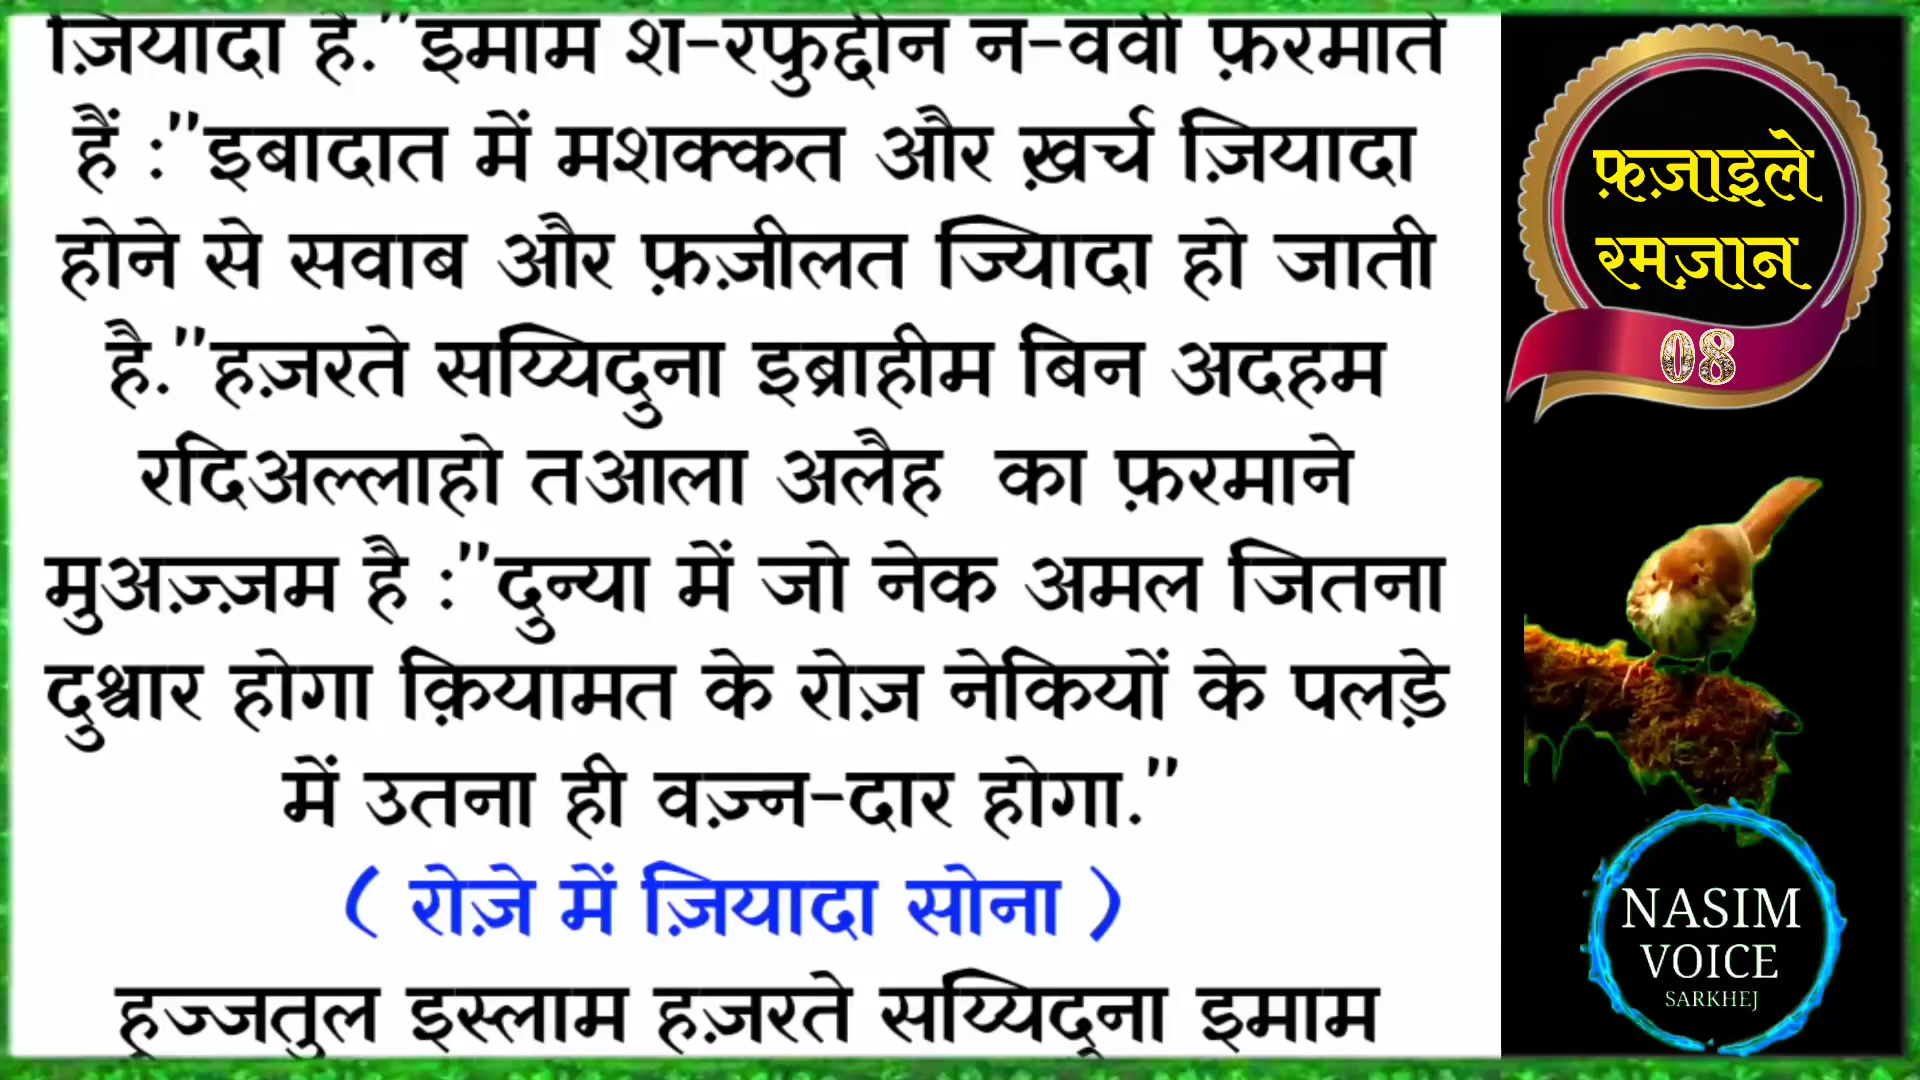 ज़ियादा है."इमाम श-रफ़ुद्दीन न-ववी फ़रमाते
हैं :"इबादात में मशक्कत और ख़र्च ज़ियादा
होने से सवाब और फ़ज़ीलत ज्यिादा हो जाती
है."हज़रते सय्यिदुना इब्राहीम बिन अदहम
रदिअल्लाहो तआला अलैह का फ़रमाने
मुअज़्ज़म है :"दुन्या में जो नेक अमल जितना
दुश्वार होगा क़ियामत के रोज़ नेकियों के पलड़े
में उतना ही वज़्न-दार होगा."
( रोज़े में ज़ियादा सोना )
हुज्जतुल इस्लाम हज़रते सय्यिदुना इमाम
फ़ज़ाइले
रमज़ान
08
NASIM
VOICE
SARKHEJ